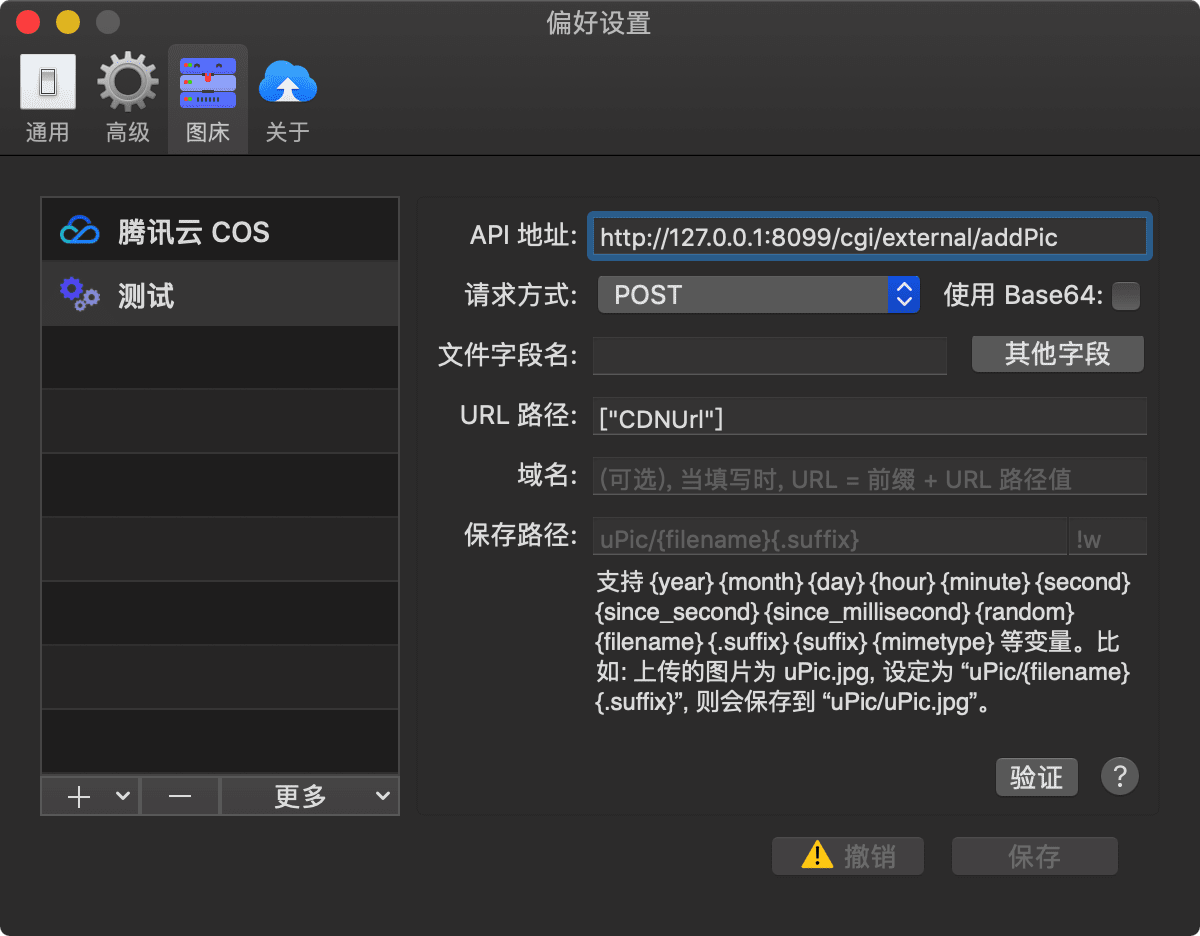 偏好设置
通用 高级 图床 关于
腾讯云 COS
测试
更多
API 地址: http://127.0.0.1:8099/cgi/external/addPic
请求方式: POST 使用 Base64:
文件字段名: 其他字段
URL 路径: ["CDNUrl"]
域名: (可选), 当填写时, URL = 前缀 + URL 路径值
保存路径: uPic/{filename}{.suffix} !w
支持 {year} {month} {day} {hour} {minute} {second}
{since_second} {since_millisecond} {random}
{filename} {.suffix} {suffix} {mimetype} 等变量。比
如: 上传的图片为 uPic.jpg, 设定为 “uPic/{filename}
{.suffix}”, 则会保存到 “uPic/uPic.jpg”。
验证 ?
撤销 保存